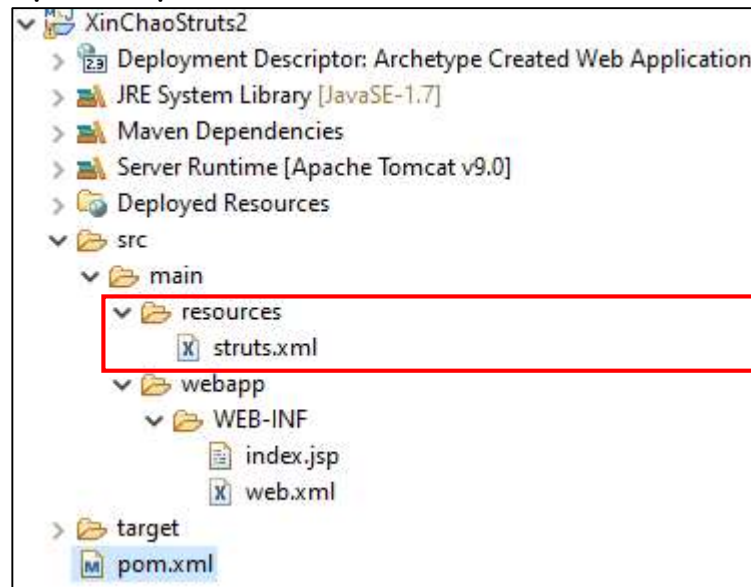 XinChaoStruts2
Deployment Descriptor: Archetype Created Web Application
JRE System Library [JavaSE-1.7]
Maven Dependencies
Server Runtime [Apache Tomcat v9.0]
Deployed Resources
src
main
resources
struts.xml
webapp
WEB-INF
index.jsp
web.xml
target
pom.xml